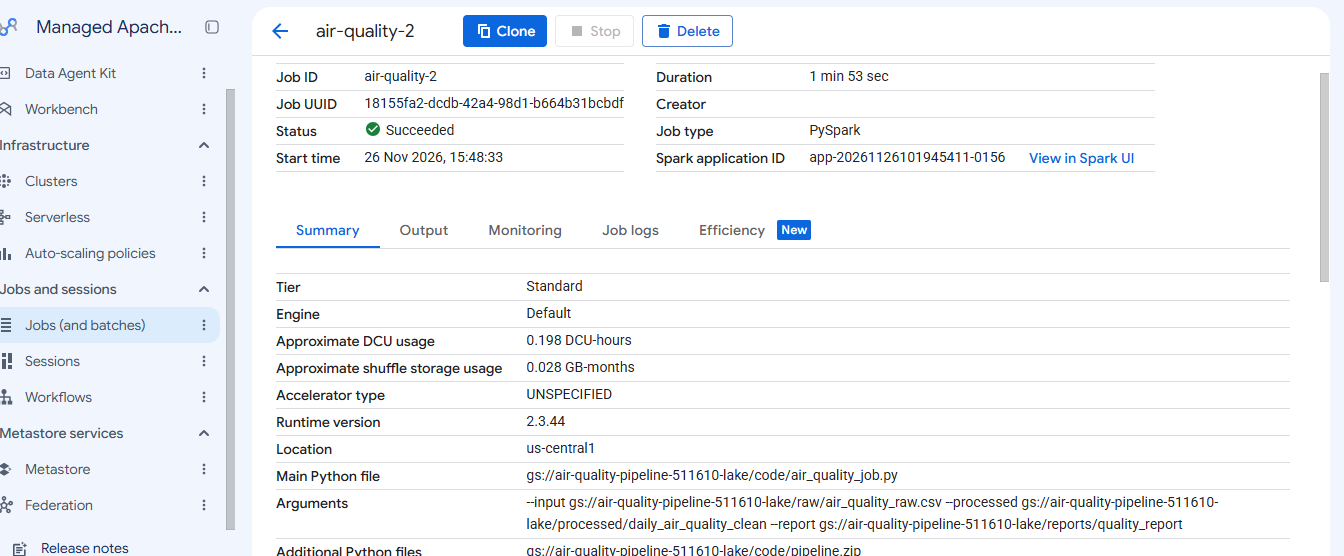 Managed Apach...
Data Agent Kit
Workbench
Infrastructure
Clusters
Serverless
Auto-scaling policies
Jobs and sessions
Jobs (and batches)
Sessions
Workflows
Metastore services
Metastore
Federation
Release notes
air-quality-2 Clone Stop Delete
Job ID air-quality-2
Job UUID 18155fa2-dcdb-42a4-98d1-b664b31bcbdf
Status Succeeded
Start time 26 Nov 2026, 15:48:33
Duration 1 min 53 sec
Creator
Job type PySpark
Spark application ID app-20261126101945411-0156 View in Spark UI
Summary Output Monitoring Job logs Efficiency New
Tier Standard
Engine Default
Approximate DCU usage 0.198 DCU-hours
Approximate shuffle storage usage 0.028 GB-months
Accelerator type UNSPECIFIED
Runtime version 2.3.44
Location us-central1
Main Python file gs://air-quality-pipeline-511610-lake/code/air_quality_job.py
Arguments --input gs://air-quality-pipeline-511610-lake/raw/air_quality_raw.csv --processed gs://air-quality-pipeline-511610-
lake/processed/daily_air_quality_clean --report gs://air-quality-pipeline-511610-lake/reports/quality_report
Additional Python files gs://air-quality-pipeline-511610-lake/code/pipeline.zip